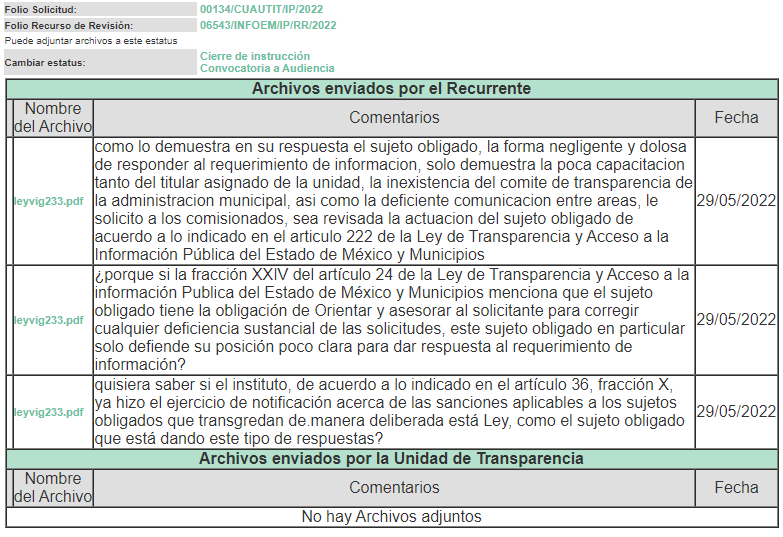 Folio Solicitud: 00134/CUAUTIT/IP/2022
Folio Recurso de Revisión: 06543/INFOEM/IP/RR/2022
Puede adjuntar archivos a este estatus
Cambiar estatus: Cierre de instrucción
Convocatoria a Audiencia
Archivos enviados por el Recurrente
Nombre del Archivo Comentarios Fecha
como lo demuestra en su respuesta el sujeto obligado, la forma negligente y dolosa
de responder al requerimiento de informacion, solo demuestra la poca capacitacion
tanto del titular asignado de la unidad, la inexistencia del comite de transparencia de
leyvig233.pdf la administracion municipal, asi como la deficiente comunicacion entre areas, le 29/05/2022
solicito a los comisionados, sea revisada la actuacion del sujeto obligado de
acuerdo a lo indicado en el articulo 222 de la Ley de Transparencia y Acceso a la
Información Pública del Estado de México y Municipios
¿porque si la fracción XXIV del artículo 24 de la Ley de Transparencia y Acceso a la
información Publica del Estado de México y Municipios menciona que el sujeto
obligado tiene la obligación de Orientar y asesorar al solicitante para corregir
leyvig233.pdf cualquier deficiencia sustancial de las solicitudes, este sujeto obligado en particular 29/05/2022
solo defiende su posición poco clara para dar respuesta al requerimiento de
información?
quisiera saber si el instituto, de acuerdo a lo indicado en el artículo 36, fracción X,
ya hizo el ejercicio de notificación acerca de las sanciones aplicables a los sujetos
leyvig233.pdf obligados que transgredan de manera deliberada está Ley, como el sujeto obligado 29/05/2022
que está dando este tipo de respuestas?
Archivos enviados por la Unidad de Transparencia
Nombre del Archivo Comentarios Fecha
No hay Archivos adjuntos